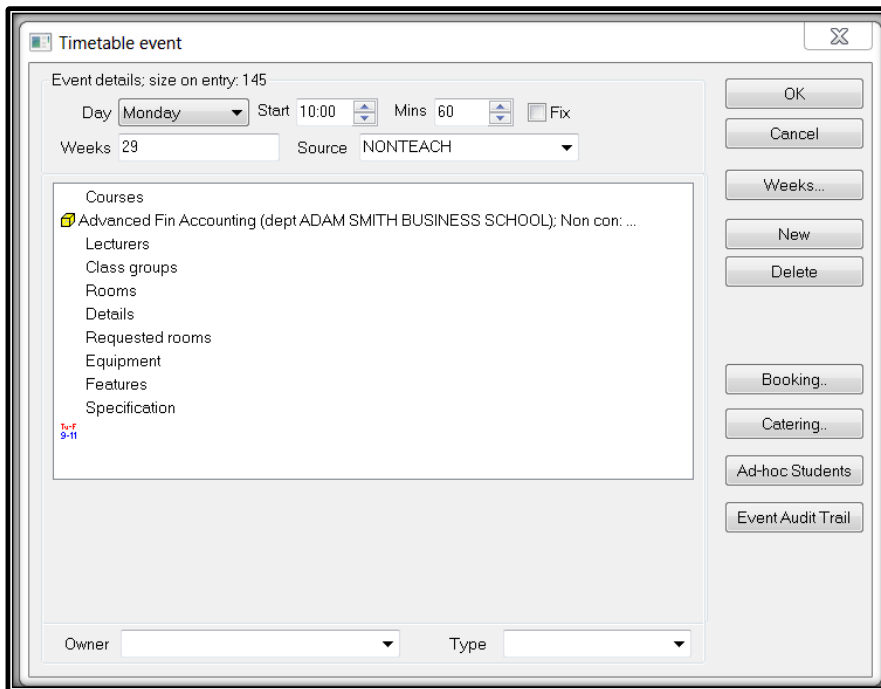 Timetable event
Event details; size on entry: 145
Day Monday Start 10:00 Mins 60 Fix
Weeks 29 Source NONTEACH
Courses
Advanced Fin Accounting (dept ADAM SMITH BUSINESS SCHOOL); Non con: ...
Lecturers
Class groups
Rooms
Details
Requested rooms
Equipment
Features
Specification
Tu-F
9-11
OK
Cancel
Weeks...
New
Delete
Booking..
Catering..
Ad-hoc Students
Event Audit Trail
Owner Type